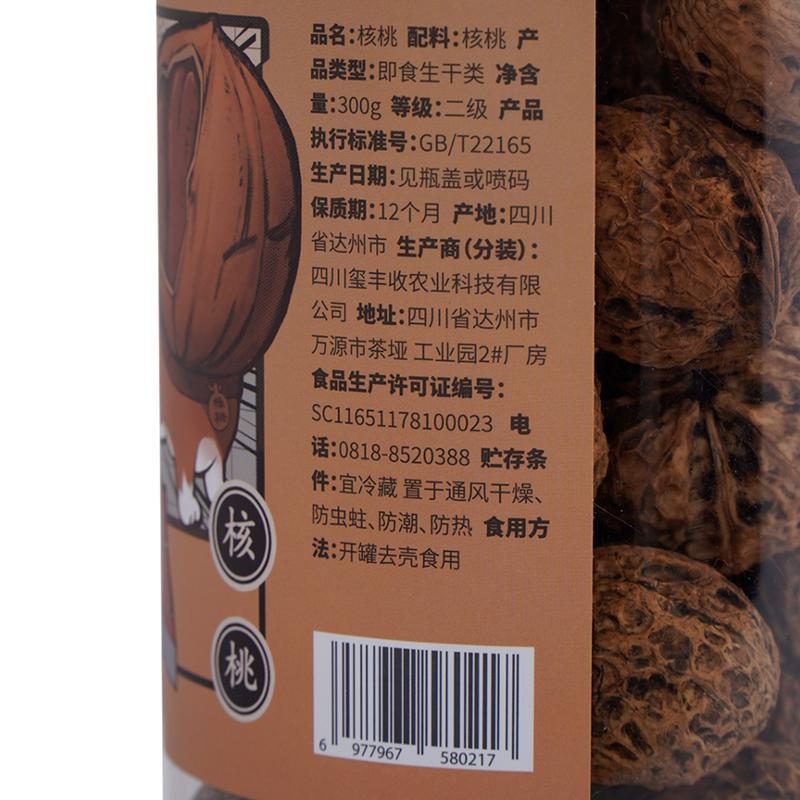 品名:核桃 配料:核桃 产
品类型:即食生干类 净含
量:300g 等级:二级 产品
执行标准号:GB/T22165
生产日期:见瓶盖或喷码
保质期:12个月 产地:四川
省达州市 生产商(分装):
四川玺丰收农业科技有限
公司 地址:四川省达州市
万源市茶垭 工业园2#厂房
食品生产许可证编号:
SC11651178100023 电
话:0818-8520388 贮存条
件:宜冷藏 置于通风干燥、
防虫蛀、防潮、防热 食用方
法:开罐去壳食用
核
桃
6 977967 580217